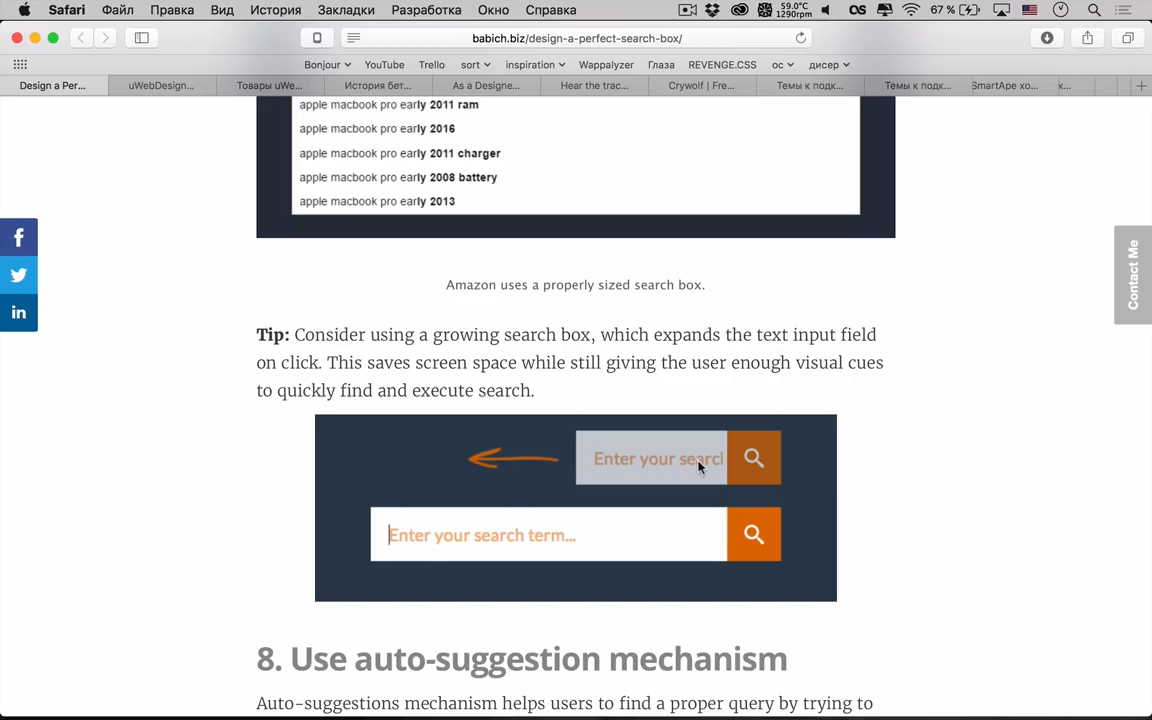 Safari Файл Правка Вид История Закладки Разработка Окно Справка 59.0°C 1290rpm OS 67 %
babich.biz/design-a-perfect-search-box/
Bonjour YouTube Trello sort inspiration Wappalyzer Глаза REVENGE.CSS ос дисер
Design a Per... uWebDesign... Товары uWe... История бет... As a Designe... Hear the trac... Crywolf | Fre... Темы к подк... Темы к подк... SmartApe хо... к...
apple macbook pro early 2011 ram
apple macbook pro early 2016
apple macbook pro early 2011 charger
apple macbook pro early 2008 battery
apple macbook pro early 2013
Contact Me
Amazon uses a properly sized search box.
Tip: Consider using a growing search box, which expands the text input field
on click. This saves screen space while still giving the user enough visual cues
to quickly find and execute search.
Enter your search
Enter your search term...
8. Use auto-suggestion mechanism
Auto-suggestions mechanism helps users to find a proper query by trying to